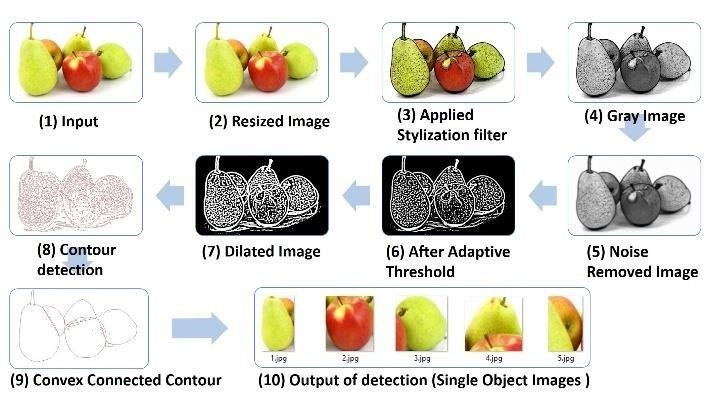 (1) Input
(2) Resized Image
(3) Applied
Stylization filter
(4) Gray Image
(5) Noise
Removed Image
(6) After Adaptive
Threshold
(7) Dilated Image
(8) Contour
detection
(9) Convex Connected Contour
1.jpg
2.jpg
3.jpg
4.jpg
5.jpg
(10) Output of detection (Single Object Images )